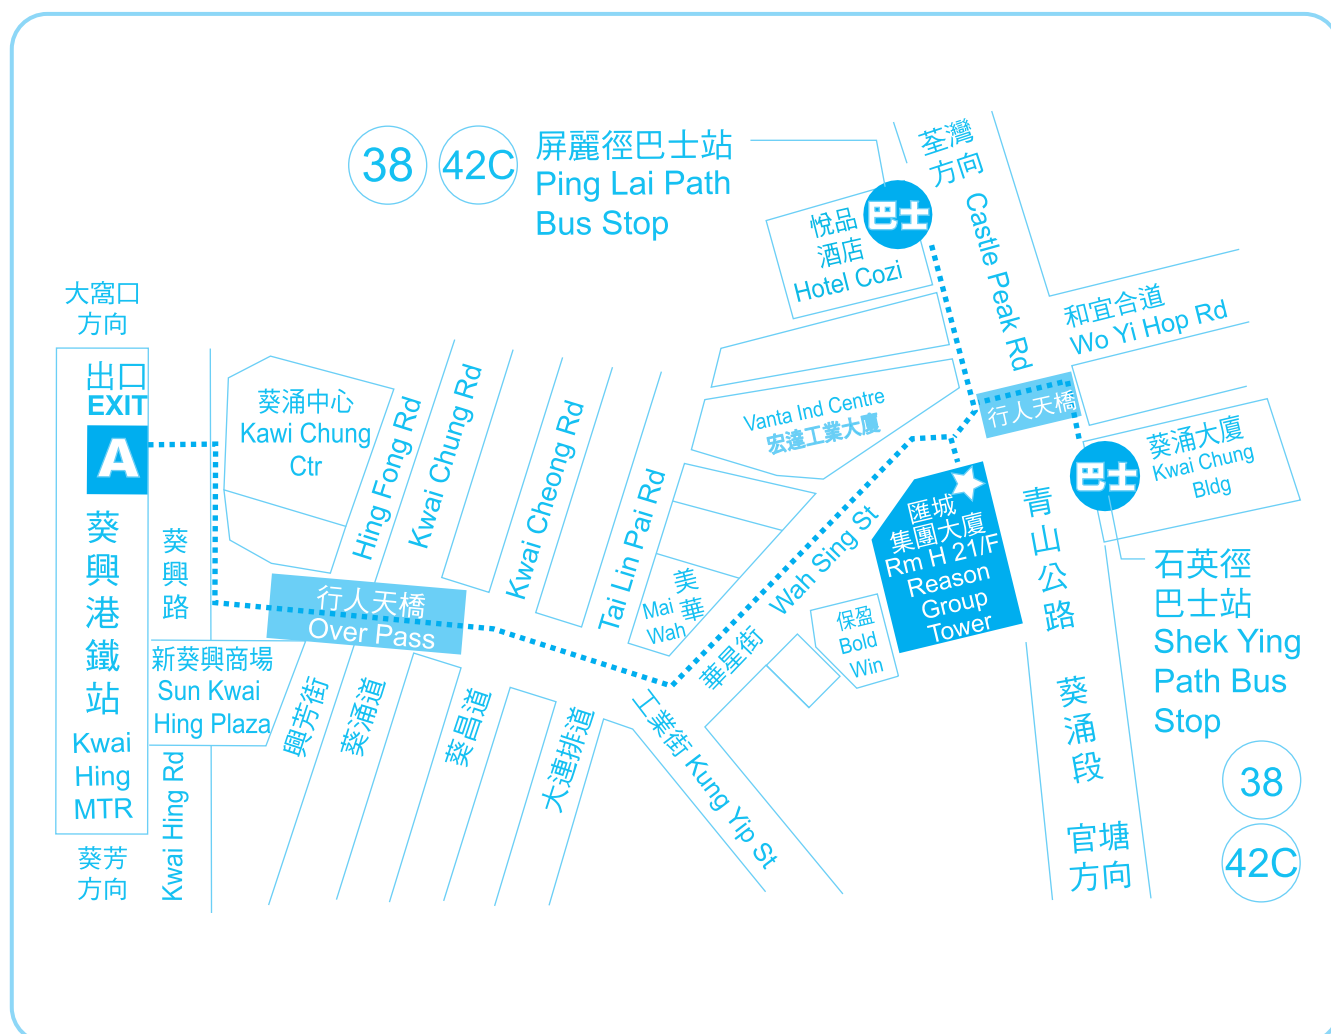 38
42C
屏麗徑巴士站
Ping Lai Path
Bus Stop
荃灣
方向
Castle Peak Rd
巴士
悅品
酒店
Hotel Cozi
和宜合道
Wo Yi Hop Rd
大窩口
方向
出口
EXIT
A
葵興港鐵站
Kwai
Hing
MTR
葵芳
方向
葵興路
Kwai Hing Rd
葵涌中心
Kawi Chung
Ctr
Hing Fong Rd
Kwai Chung Rd
Kwai Cheong Rd
Tai Lin Pai Rd
Vanta Ind Centre
宏達工業大廈
行人天橋
葵涌大廈
Kwai Chung
Bldg
巴士
匯城
集團大廈
Rm H 21/F
Reason
Group
Tower
青山公路
石英徑
巴士站
Shek Ying
Path Bus
Stop
38
42C
行人天橋
Over Pass
美華
Mai
Wah
Wah Sing St
華星街
保盈
Bold
Win
新葵興商場
Sun Kwai
Hing Plaza
興芳街
葵涌道
葵昌道
大連排道
工業街 Kung Yip St
葵涌段
官塘
方向